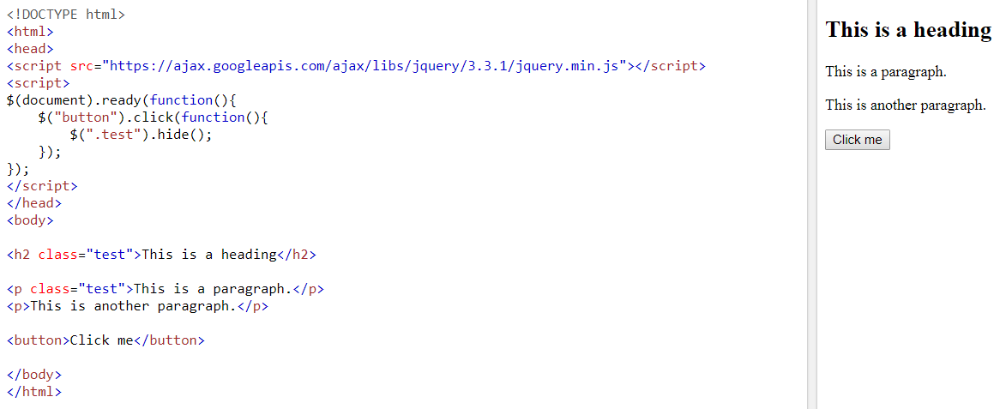 <!DOCTYPE html>
<html>
<head>
<script src="https://ajax.googleapis.com/ajax/libs/jquery/3.3.1/jquery.min.js"></script>
<script>
$(document).ready(function(){
    $("button").click(function(){
        $(".test").hide();
    });
});
</script>
</head>
<body>
<h2 class="test">This is a heading</h2>
<p class="test">This is a paragraph.</p>
<p>This is another paragraph.</p>
<button>Click me</button>
</body>
</html>
This is a heading
This is a paragraph.
This is another paragraph.
Click me